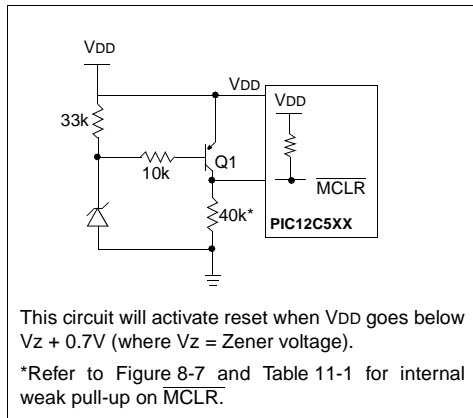 VDD
VDD
33k
VDD
Q1
10k
MCLR
40k*
PIC12C5XX
This circuit will activate reset when VDD goes below
Vz + 0.7V (where Vz = Zener voltage).
*Refer to Figure 8-7 and Table 11-1 for internal
weak pull-up on MCLR.